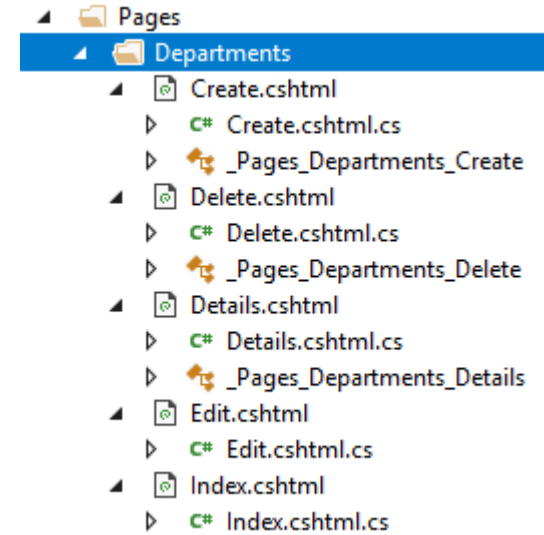 Pages
Departments
Create.cshtml
C# Create.cshtml.cs
_Pages_Departments_Create
Delete.cshtml
C# Delete.cshtml.cs
_Pages_Departments_Delete
Details.cshtml
C# Details.cshtml.cs
_Pages_Departments_Details
Edit.cshtml
C# Edit.cshtml.cs
Index.cshtml
C# Index.cshtml.cs